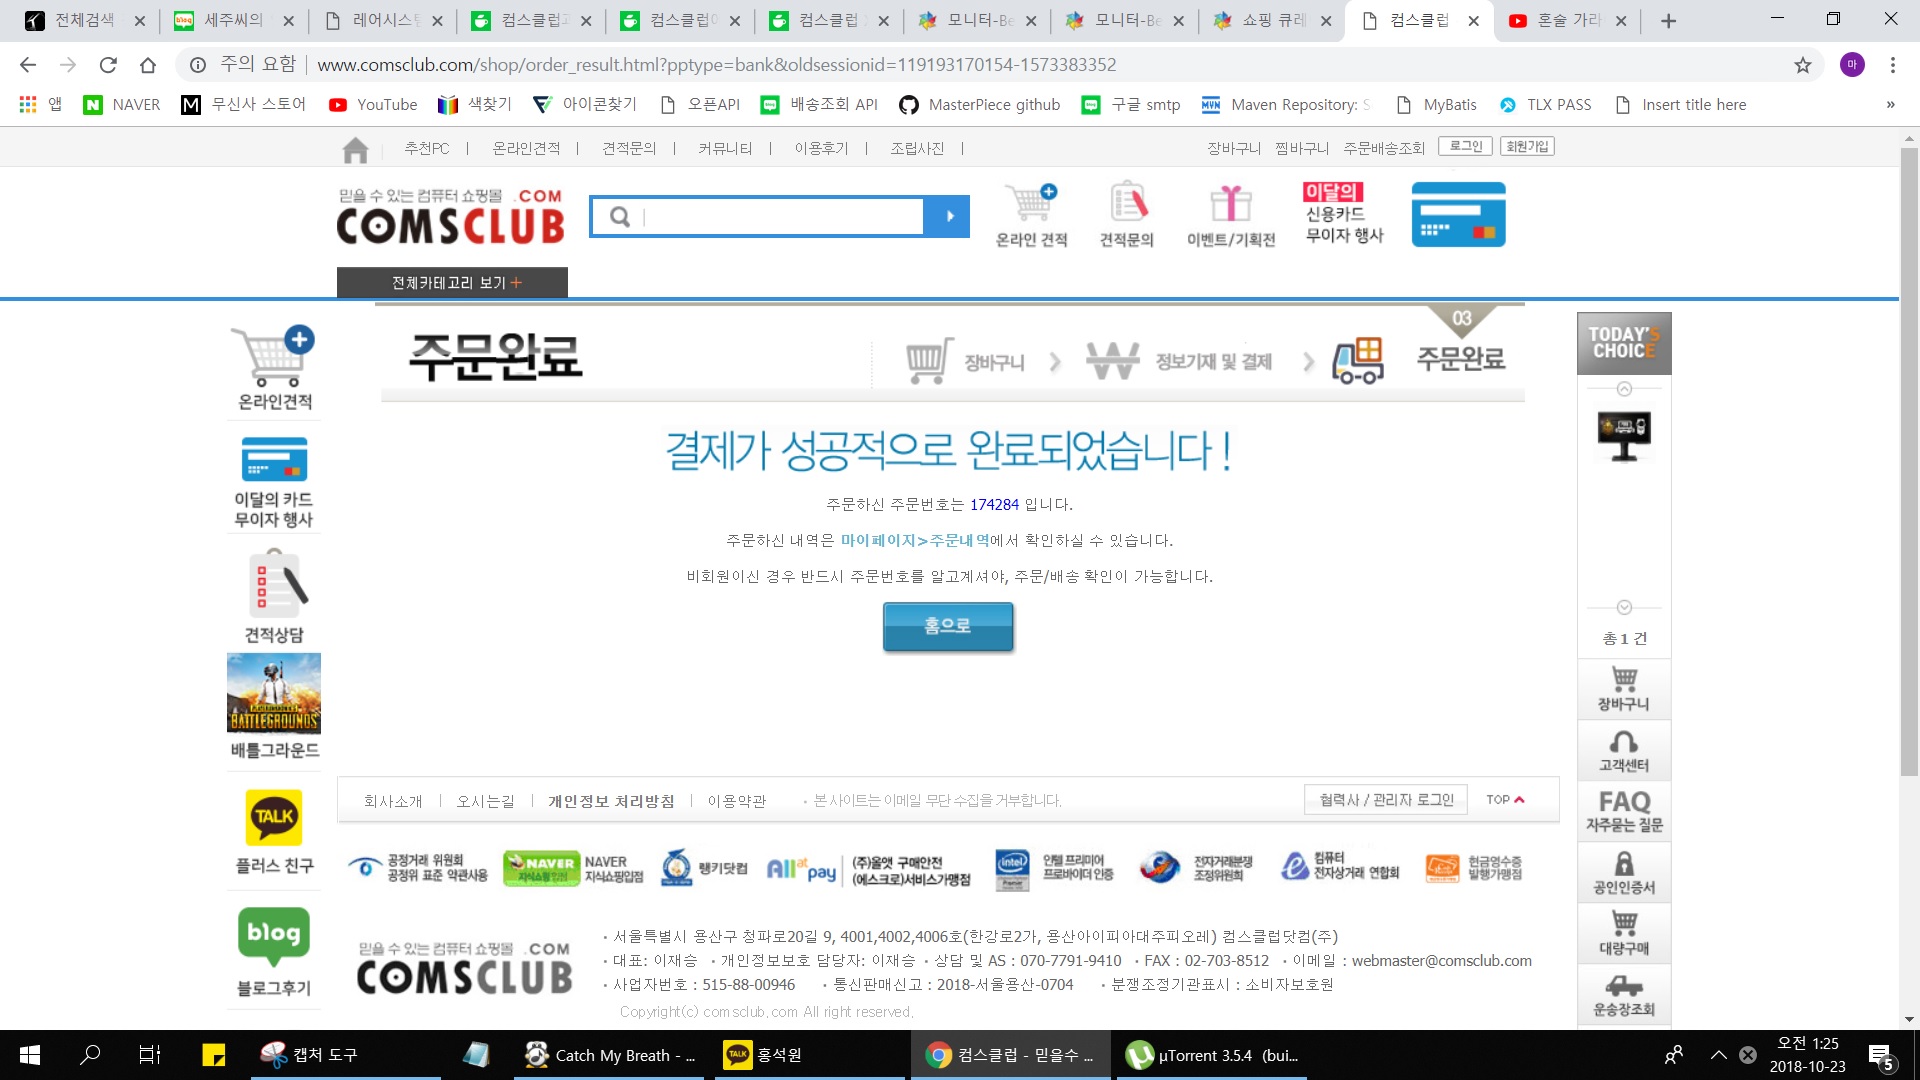 전체검색
세주씨의
레어시스템
컴스클럽
컴스클럽
컴스클럽
모니터-Be
모니터-Be
쇼핑 큐레
컴스클럽
혼술 가라
주의 요함 www.comsclub.com/shop/order_result.html?pptype=bank&oldsessionid=119193170154-1573383352
마
앱 NAVER 무신사 스토어 YouTube 색찾기 아이콘찾기 오픈API 배송조회 API MasterPiece github 구글 smtp Maven Repository: S MyBatis TLX PASS Insert title here »
추천PC | 온라인견적 | 견적문의 | 커뮤니티 | 이용후기 | 조립사진 |
장바구니 찜바구니 주문배송조회 로그인 회원가입
믿을 수 있는 컴퓨터 쇼핑몰 .COM
COMSCLUB
온라인 견적
견적문의
이벤트/기획전
이달의
신용카드
무이자 행사
전체카테고리 보기 +
온라인견적
이달의 카드
무이자 행사
견적상담
BATTLEGROUNDS
배틀그라운드
TALK
플러스 친구
blog
블로그후기
주문완료
장바구니
정보기재 및 결제
03
주문완료
결제가 성공적으로 완료되었습니다 !
주문하신 주문번호는 174284 입니다.
주문하신 내역은 마이페이지>주문내역에서 확인하실 수 있습니다.
비회원이신 경우 반드시 주문번호를 알고계셔야, 주문/배송 확인이 가능합니다.
홈으로
TODAY'S
CHOICE
총 1 건
장바구니
고객센터
FAQ
자주묻는 질문
공인인증서
대량구매
운송장조회
회사소개 | 오시는길 | 개인정보 처리방침 | 이용약관 • 본 사이트는 이메일 무단 수집을 거부합니다.
협력사 / 관리자 로그인
TOP
공정거래 위원회
공정위 표준 약관사용
NAVER
지식쇼핑입점
NAVER
지식쇼핑입점
랭키닷컴
All at pay
(주)올앳 구매안전
(에스크로)서비스가맹점
intel
인텔 프리미어
프로바이더 인증
전자거래분쟁
조정위원회
컴퓨터
전자상거래 연합회
현금영수증
발행가맹점
믿을 수 있는 컴퓨터 쇼핑몰 .COM
COMSCLUB
• 서울특별시 용산구 청파로20길 9, 4001,4002,4006호(한강로2가, 용산아이피아대주피오레) 컴스클럽닷컴(주)
• 대표: 이재승 • 개인정보보호 담당자: 이재승 • 상담 및 AS : 070-7791-9410 • FAX : 02-703-8512 • 이메일 : webmaster@comsclub.com
• 사업자번호 : 515-88-00946 • 통신판매신고 : 2018-서울용산-0704 • 분쟁조정기관표시 : 소비자보호원
Copyright(c) comsclub.com All right reserved.
캡처 도구
Catch My Breath - ...
TALK
홍석원
컴스클럽 - 믿을수 ...
µTorrent 3.5.4 (bui...
오전 1:25
2018-10-23
5